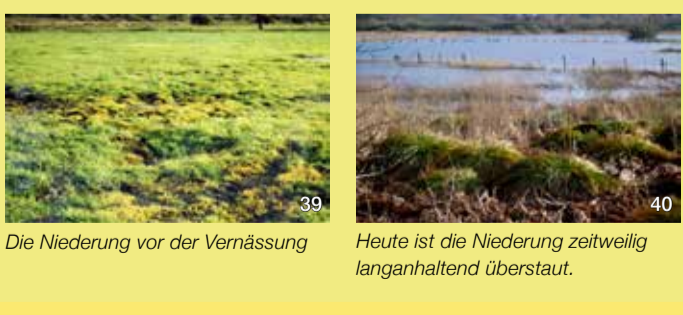 39
Die Niederung vor der Vernässung
40
Heute ist die Niederung zeitweilig
langanhaltend überstaut.